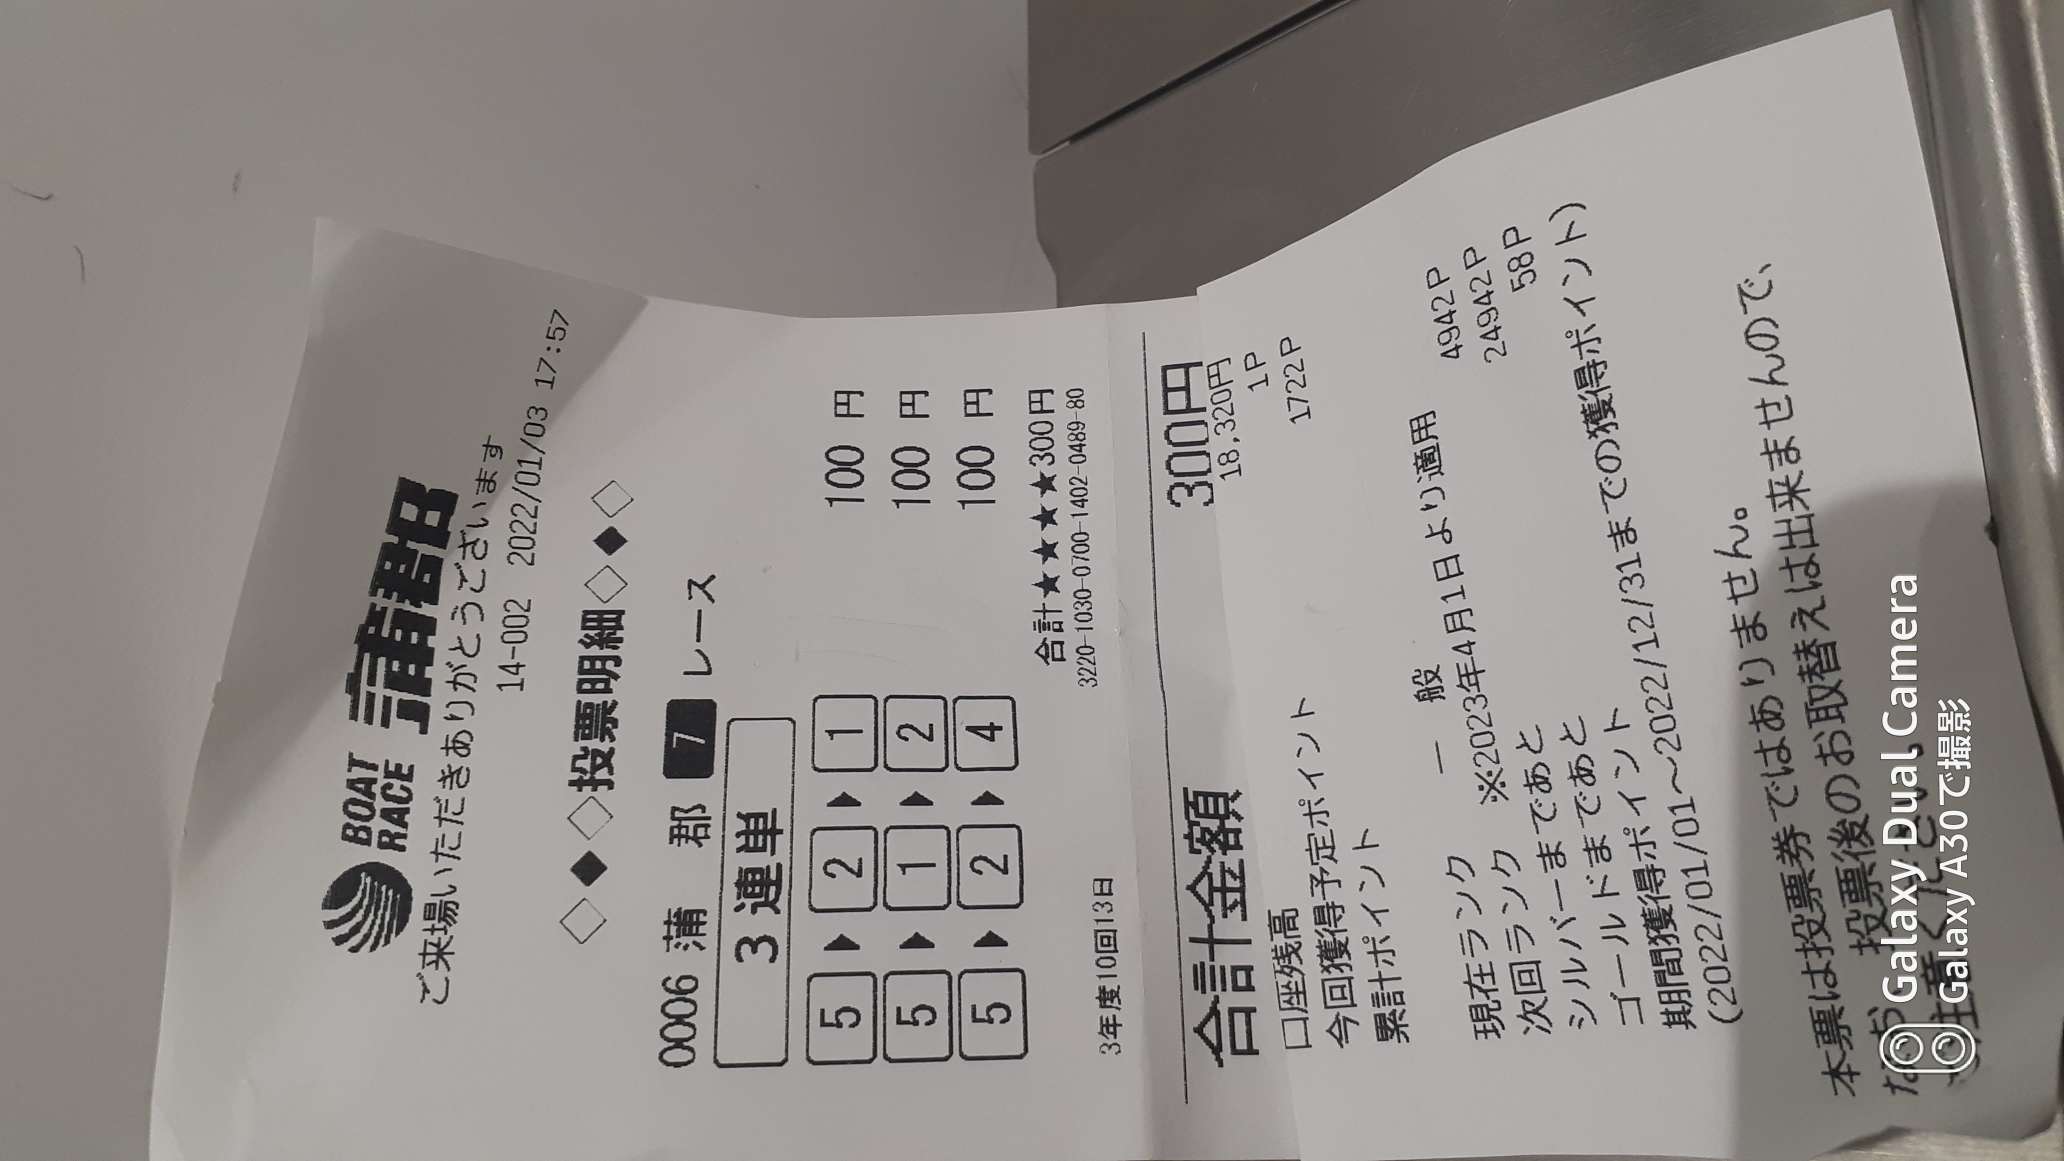 BOAT RACE 蒲郡
ご来場いただきありがとうございます
14-002 2022/01/03 17:57
◇◆◇投票明細◇◆◇
0006 蒲 郡 7 レース
3連単
5▶2▶1 100 円
5▶1▶2 100 円
5▶2▶4 100 円
合計★★★★300円
3年度10回13日 3220-1030-0700-1402-0489-80
合計金額 300円
口座残高 18,320円
今回獲得予定ポイント 1P
累計ポイント 1722P
現在ランク 一 般
次回ランク ※2023年4月1日より適用
シルバーまであと 4942P
ゴールドまであと 24942P
期間獲得ポイント 58P
(2022/01/01～2022/12/31までの獲得ポイント)
本票は投票券ではありません。
なお、投票後のお取替えは出来ませんので、
Galaxy Dual Camera
Galaxy A30で撮影